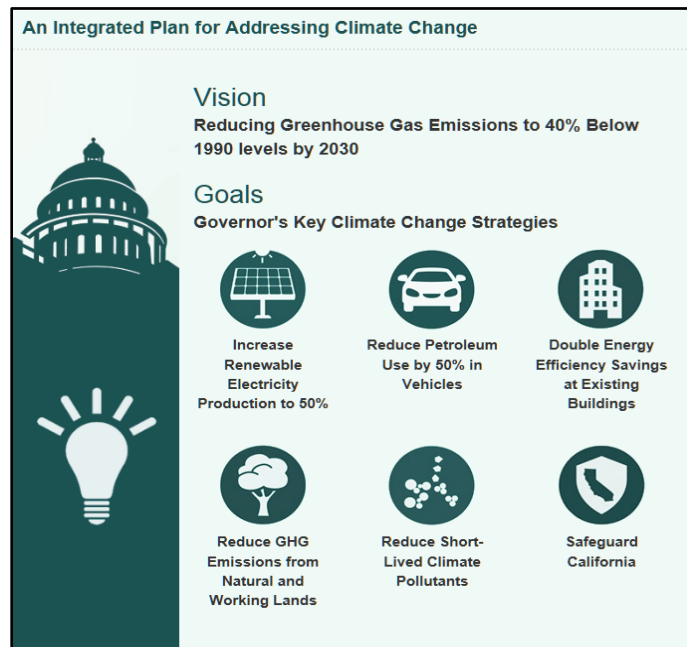 An Integrated Plan for Addressing Climate Change
Vision
Reducing Greenhouse Gas Emissions to 40% Below
1990 levels by 2030
Goals
Governor's Key Climate Change Strategies
Increase
Renewable
Electricity
Production to 50%
Reduce Petroleum
Use by 50% in
Vehicles
Double Energy
Efficiency Savings
at Existing
Buildings
Reduce GHG
Emissions from
Natural and
Working Lands
Reduce Short-
Lived Climate
Pollutants
Safeguard
California